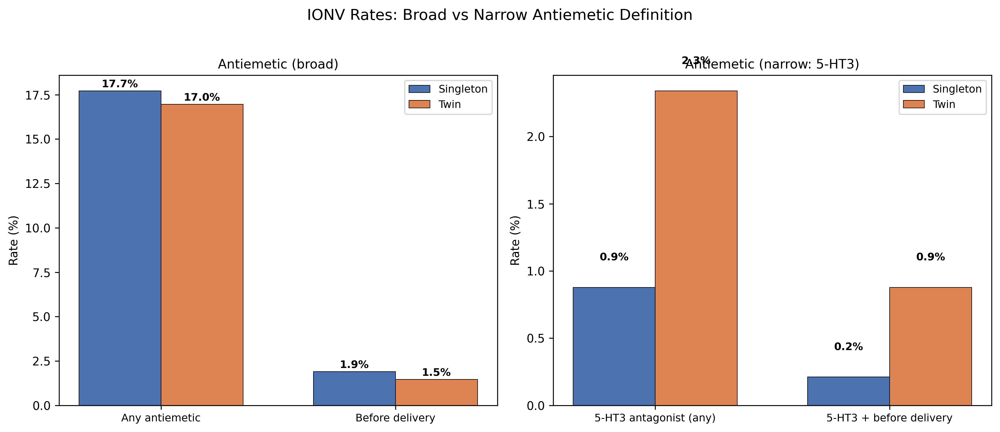 IONV Rates: Broad vs Narrow Antiemetic Definition
Antiemetic (broad)
Rate (%)
17.5
15.0
12.5
10.0
7.5
5.0
2.5
0.0
17.7%
17.0%
1.9%
1.5%
Singleton
Twin
Any antiemetic
Before delivery
Antiemetic (narrow: 5-HT3)
Rate (%)
2.0
1.5
1.0
0.5
0.0
0.9%
2.3%
0.2%
0.9%
Singleton
Twin
5-HT3 antagonist (any)
5-HT3 + before delivery